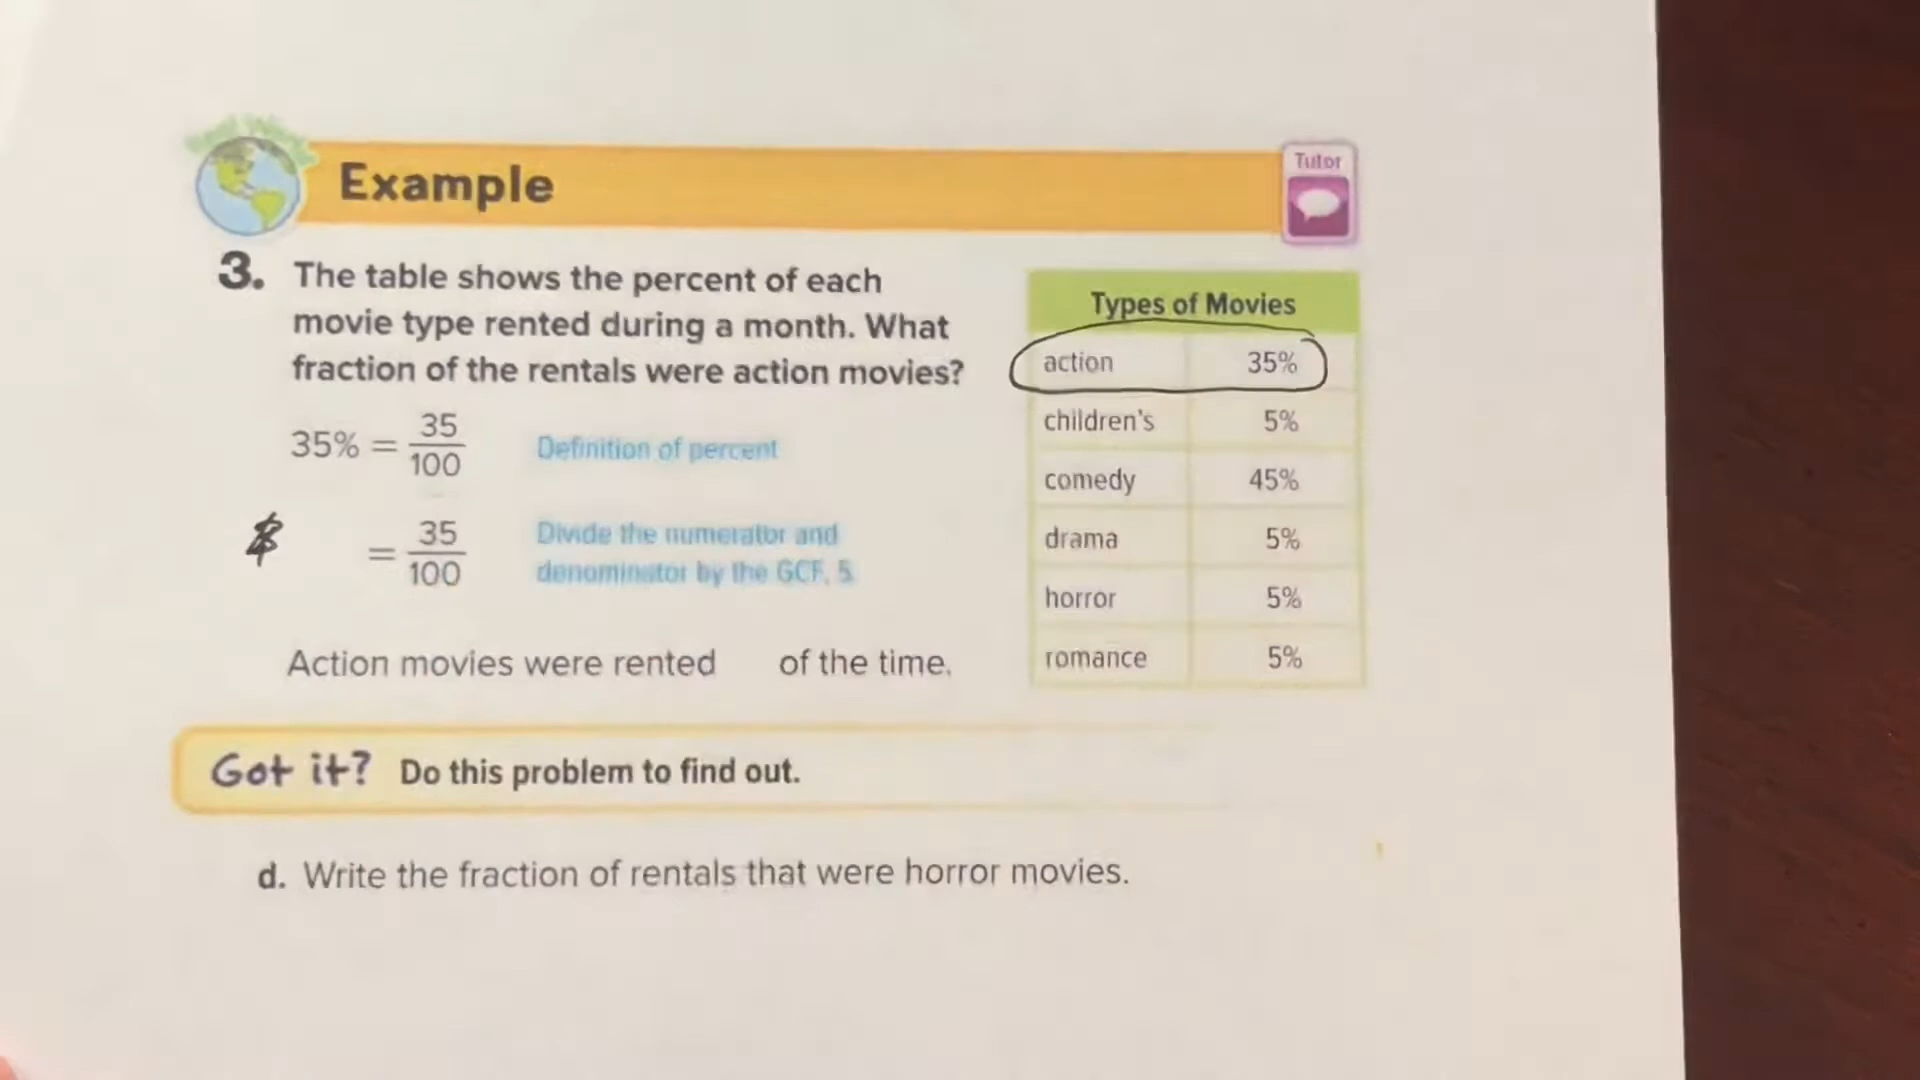 Example
Tutor
3. The table shows the percent of each
movie type rented during a month. What
fraction of the rentals were action movies?
35% = 35/100 Definition of percent
= 35/100 Divide the numerator and
denominator by the GCF, 5
Action movies were rented of the time.
Types of Movies
action 35%
children's 5%
comedy 45%
drama 5%
horror 5%
romance 5%
Got it? Do this problem to find out.
d. Write the fraction of rentals that were horror movies.